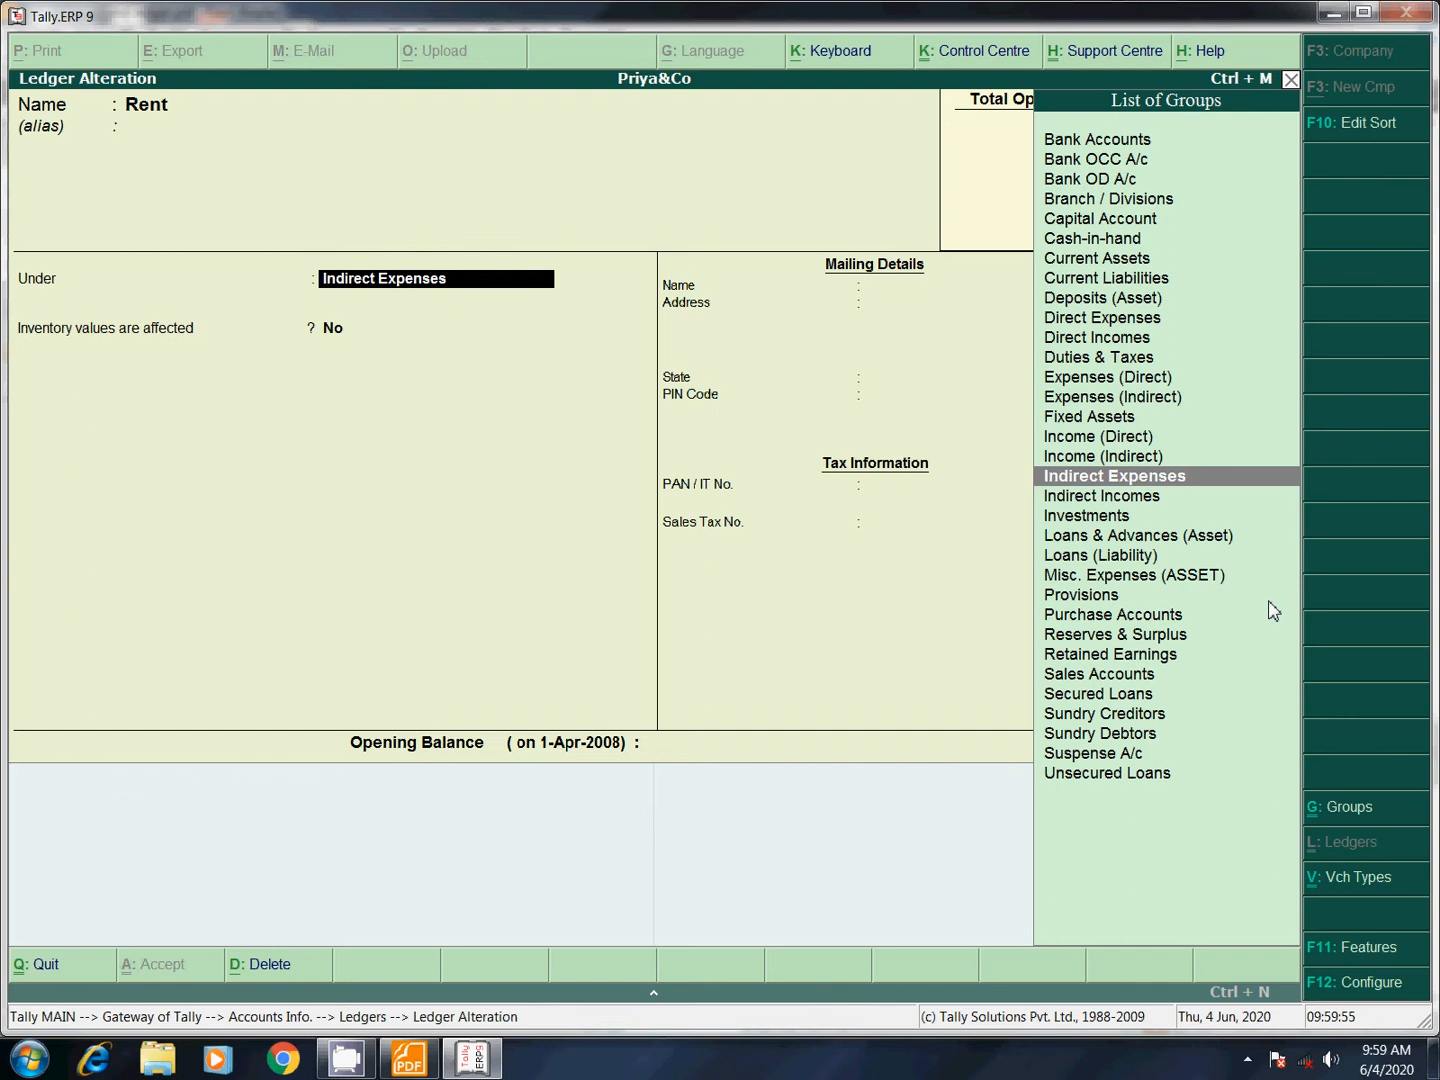 Tally.ERP 9
P: Print
E: Export
M: E-Mail
O: Upload
G: Language
K: Keyboard
K: Control Centre
H: Support Centre
H: Help
F3: Company
Ledger Alteration
Priya&Co
Ctrl + M
F3: New Cmp
Name : Rent
(alias) :
Total Op
List of Groups
F10: Edit Sort
Bank Accounts
Bank OCC A/c
Bank OD A/c
Branch / Divisions
Capital Account
Cash-in-hand
Current Assets
Current Liabilities
Deposits (Asset)
Direct Expenses
Direct Incomes
Duties & Taxes
Expenses (Direct)
Expenses (Indirect)
Fixed Assets
Income (Direct)
Income (Indirect)
Indirect Expenses
Indirect Incomes
Investments
Loans & Advances (Asset)
Loans (Liability)
Misc. Expenses (ASSET)
Provisions
Purchase Accounts
Reserves & Surplus
Retained Earnings
Sales Accounts
Secured Loans
Sundry Creditors
Sundry Debtors
Suspense A/c
Unsecured Loans
Under : Indirect Expenses
Inventory values are affected ? No
Mailing Details
Name :
Address :
State :
PIN Code :
Tax Information
PAN / IT No. :
Sales Tax No. :
Opening Balance ( on 1-Apr-2008) :
G: Groups
L: Ledgers
V: Vch Types
F11: Features
F12: Configure
Q: Quit
A: Accept
D: Delete
Ctrl + N
Tally MAIN --> Gateway of Tally --> Accounts Info. --> Ledgers --> Ledger Alteration
(c) Tally Solutions Pvt. Ltd., 1988-2009
Thu, 4 Jun, 2020
09:59:55
PDF
Tally
ERP9
9:59 AM
6/4/2020